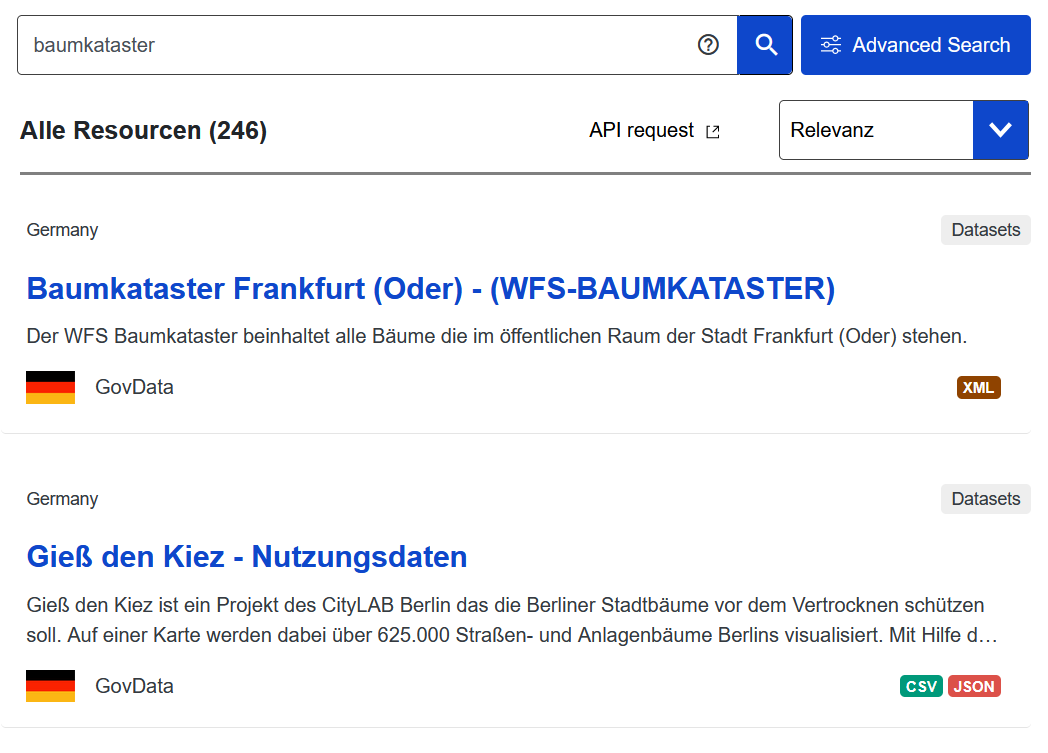 baumkataster
Advanced Search
Alle Resourcen (246)
API request
Relevanz
Germany
Datasets
Baumkataster Frankfurt (Oder) - (WFS-BAUMKATASTER)
Der WFS Baumkataster beinhaltet alle Bäume die im öffentlichen Raum der Stadt Frankfurt (Oder) stehen.
GovData
XML
Germany
Datasets
Gieß den Kiez - Nutzungsdaten
Gieß den Kiez ist ein Projekt des CityLAB Berlin das die Berliner Stadtbäume vor dem Vertrocknen schützen
soll. Auf einer Karte werden dabei über 625.000 Straßen- und Anlagenbäume Berlins visualisiert. Mit Hilfe d…
GovData
CSV JSON